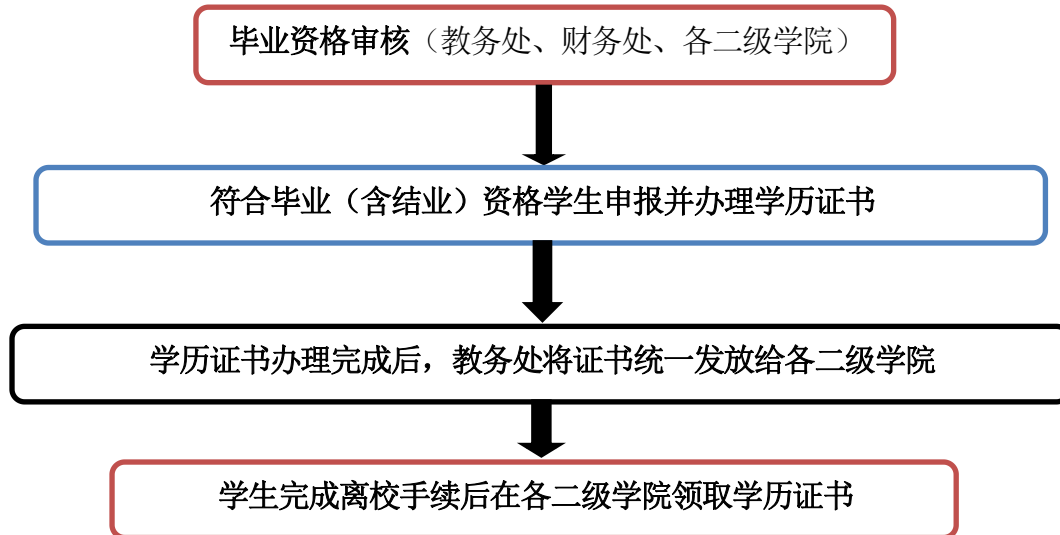 毕业资格审核（教务处、财务处、各二级学院）
符合毕业（含结业）资格学生申报并办理学历证书
学历证书办理完成后，教务处将证书统一发放给各二级学院
学生完成离校手续后在各二级学院领取学历证书